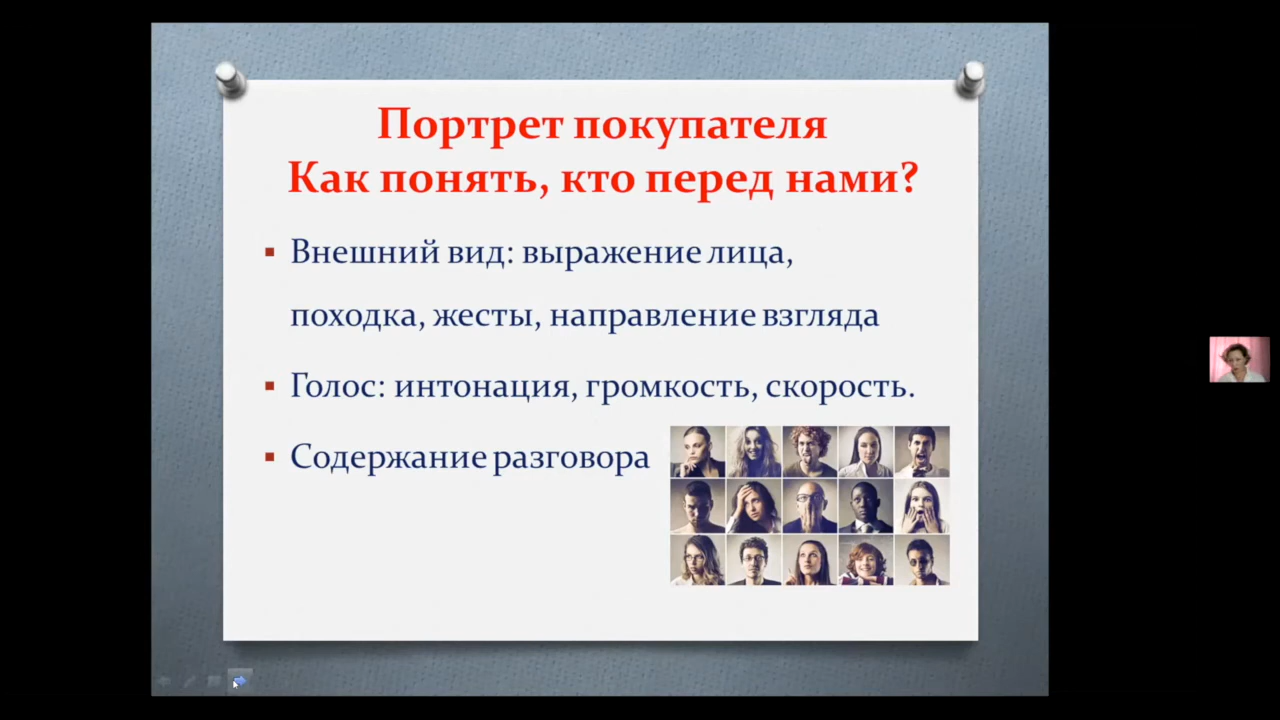 Портрет покупателя
Как понять, кто перед нами?
Внешний вид: выражение лица,
походка, жесты, направление взгляда
Голос: интонация, громкость, скорость.
Содержание разговора